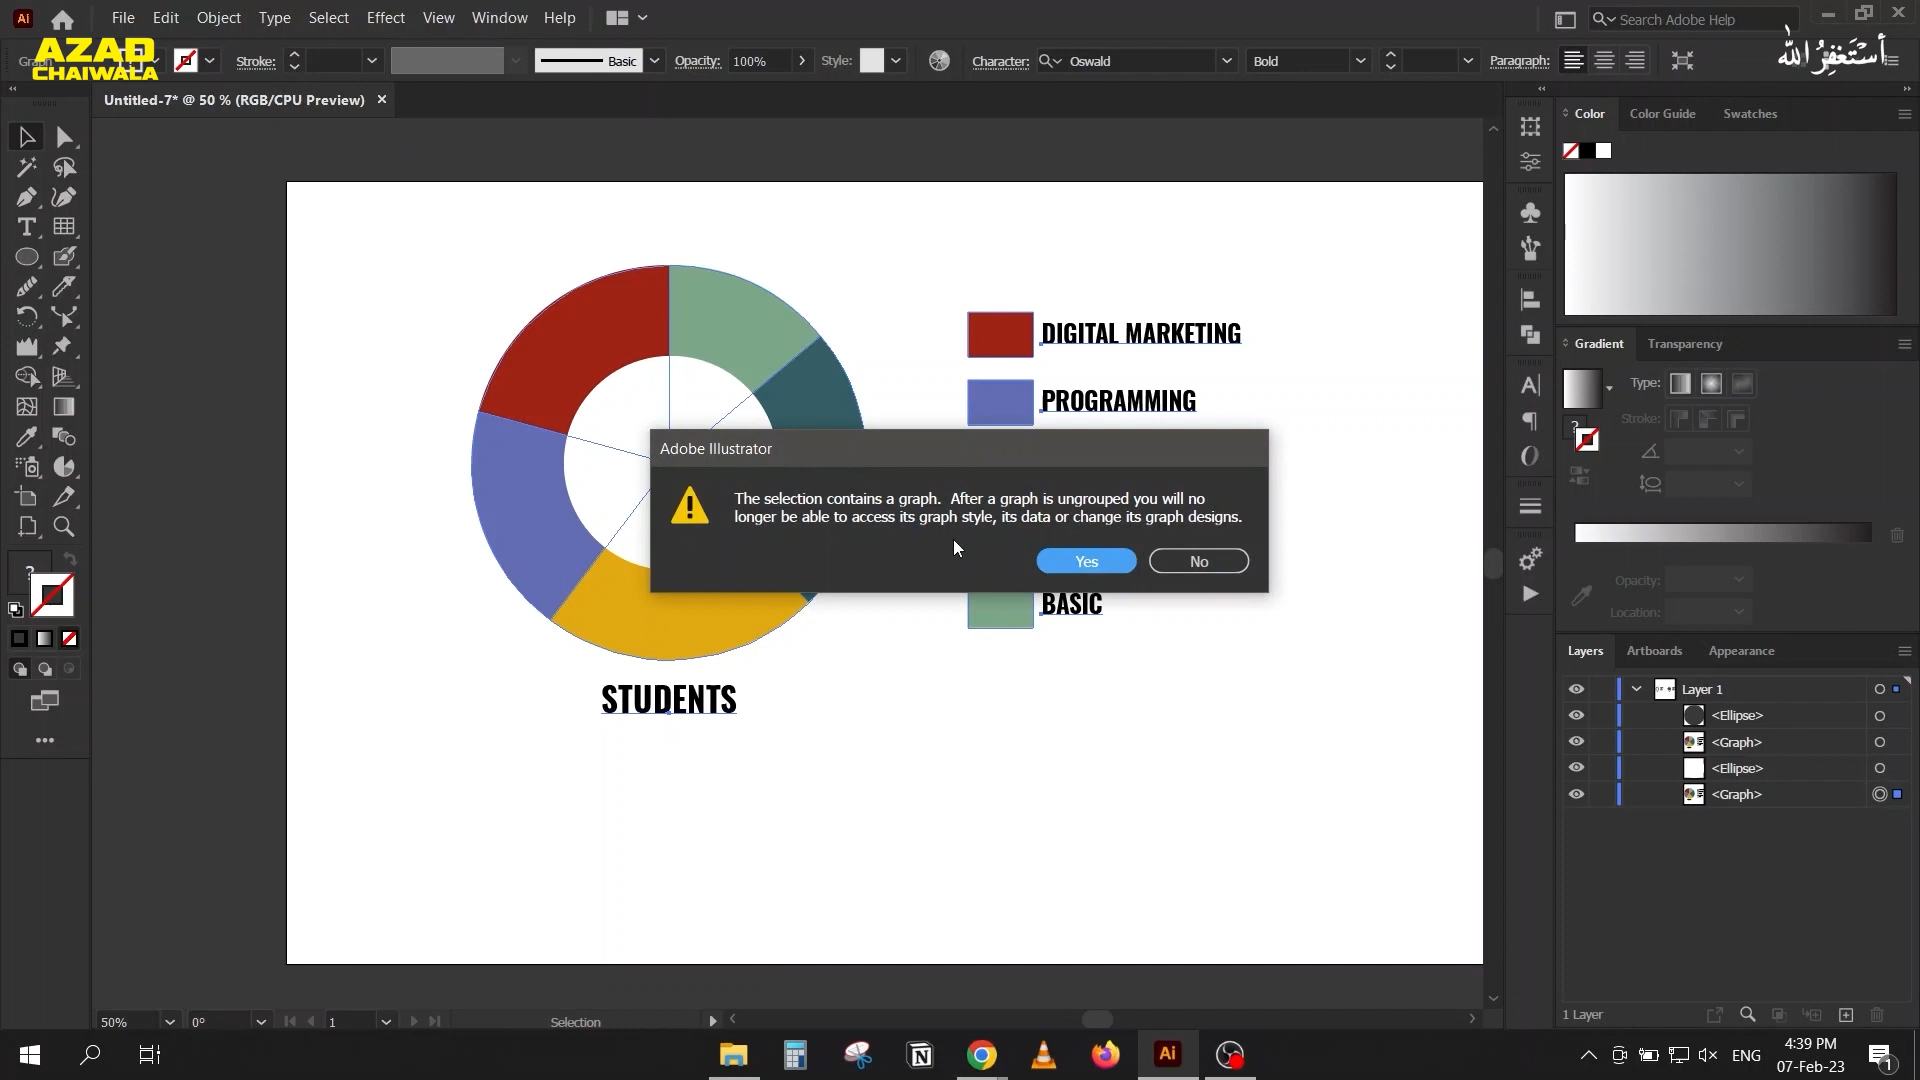 Ai
File Edit Object Type Select Effect View Window Help
Search Adobe Help
AZAD
CHAIWALA
أستغفر الله
Stroke:
Basic
Opacity: 100%
Style:
Character: Oswald
Bold
Paragraph:
Untitled-7* @ 50 % (RGB/CPU Preview)
Color Color Guide Swatches
DIGITAL MARKETING
PROGRAMMING
Adobe Illustrator
The selection contains a graph. After a graph is ungrouped you will no
longer be able to access its graph style, its data or change its graph designs.
Yes No
BASIC
STUDENTS
Gradient Transparency
Type:
Stroke:
Opacity:
Location:
Layers Artboards Appearance
Layer 1
<Ellipse>
<Graph>
<Ellipse>
<Graph>
1 Layer
50% 0° 1 Selection
Ai
ENG
4:39 PM
07-Feb-23
1